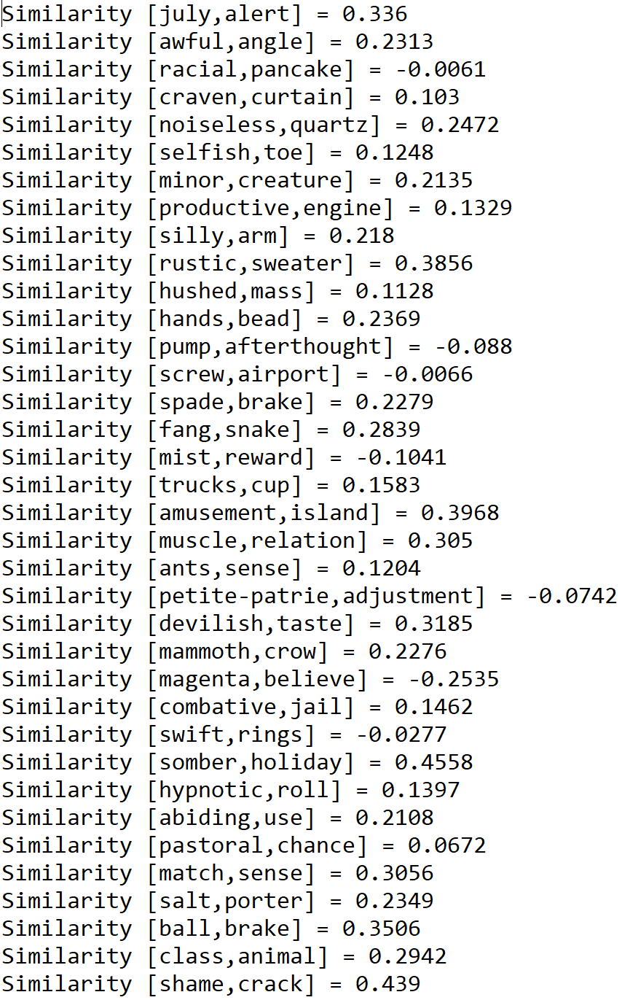 Similarity [july,alert] = 0.336
Similarity [awful,angle] = 0.2313
Similarity [racial,pancake] = -0.0061
Similarity [craven,curtain] = 0.103
Similarity [noiseless,quartz] = 0.2472
Similarity [selfish,toe] = 0.1248
Similarity [minor,creature] = 0.2135
Similarity [productive,engine] = 0.1329
Similarity [silly,arm] = 0.218
Similarity [rustic,sweater] = 0.3856
Similarity [hushed,mass] = 0.1128
Similarity [hands,bead] = 0.2369
Similarity [pump,afterthought] = -0.088
Similarity [screw,airport] = -0.0066
Similarity [spade,brake] = 0.2279
Similarity [fang,snake] = 0.2839
Similarity [mist,reward] = -0.1041
Similarity [trucks,cup] = 0.1583
Similarity [amusement,island] = 0.3968
Similarity [muscle,relation] = 0.305
Similarity [ants,sense] = 0.1204
Similarity [petite-patrie,adjustment] = -0.0742
Similarity [devilish,taste] = 0.3185
Similarity [mammoth,crow] = 0.2276
Similarity [magenta,believe] = -0.2535
Similarity [combative,jail] = 0.1462
Similarity [swift,rings] = -0.0277
Similarity [somber,holiday] = 0.4558
Similarity [hypnotic,roll] = 0.1397
Similarity [abiding,use] = 0.2108
Similarity [pastoral,chance] = 0.0672
Similarity [match,sense] = 0.3056
Similarity [salt,porter] = 0.2349
Similarity [ball,brake] = 0.3506
Similarity [class,animal] = 0.2942
Similarity [shame,crack] = 0.439